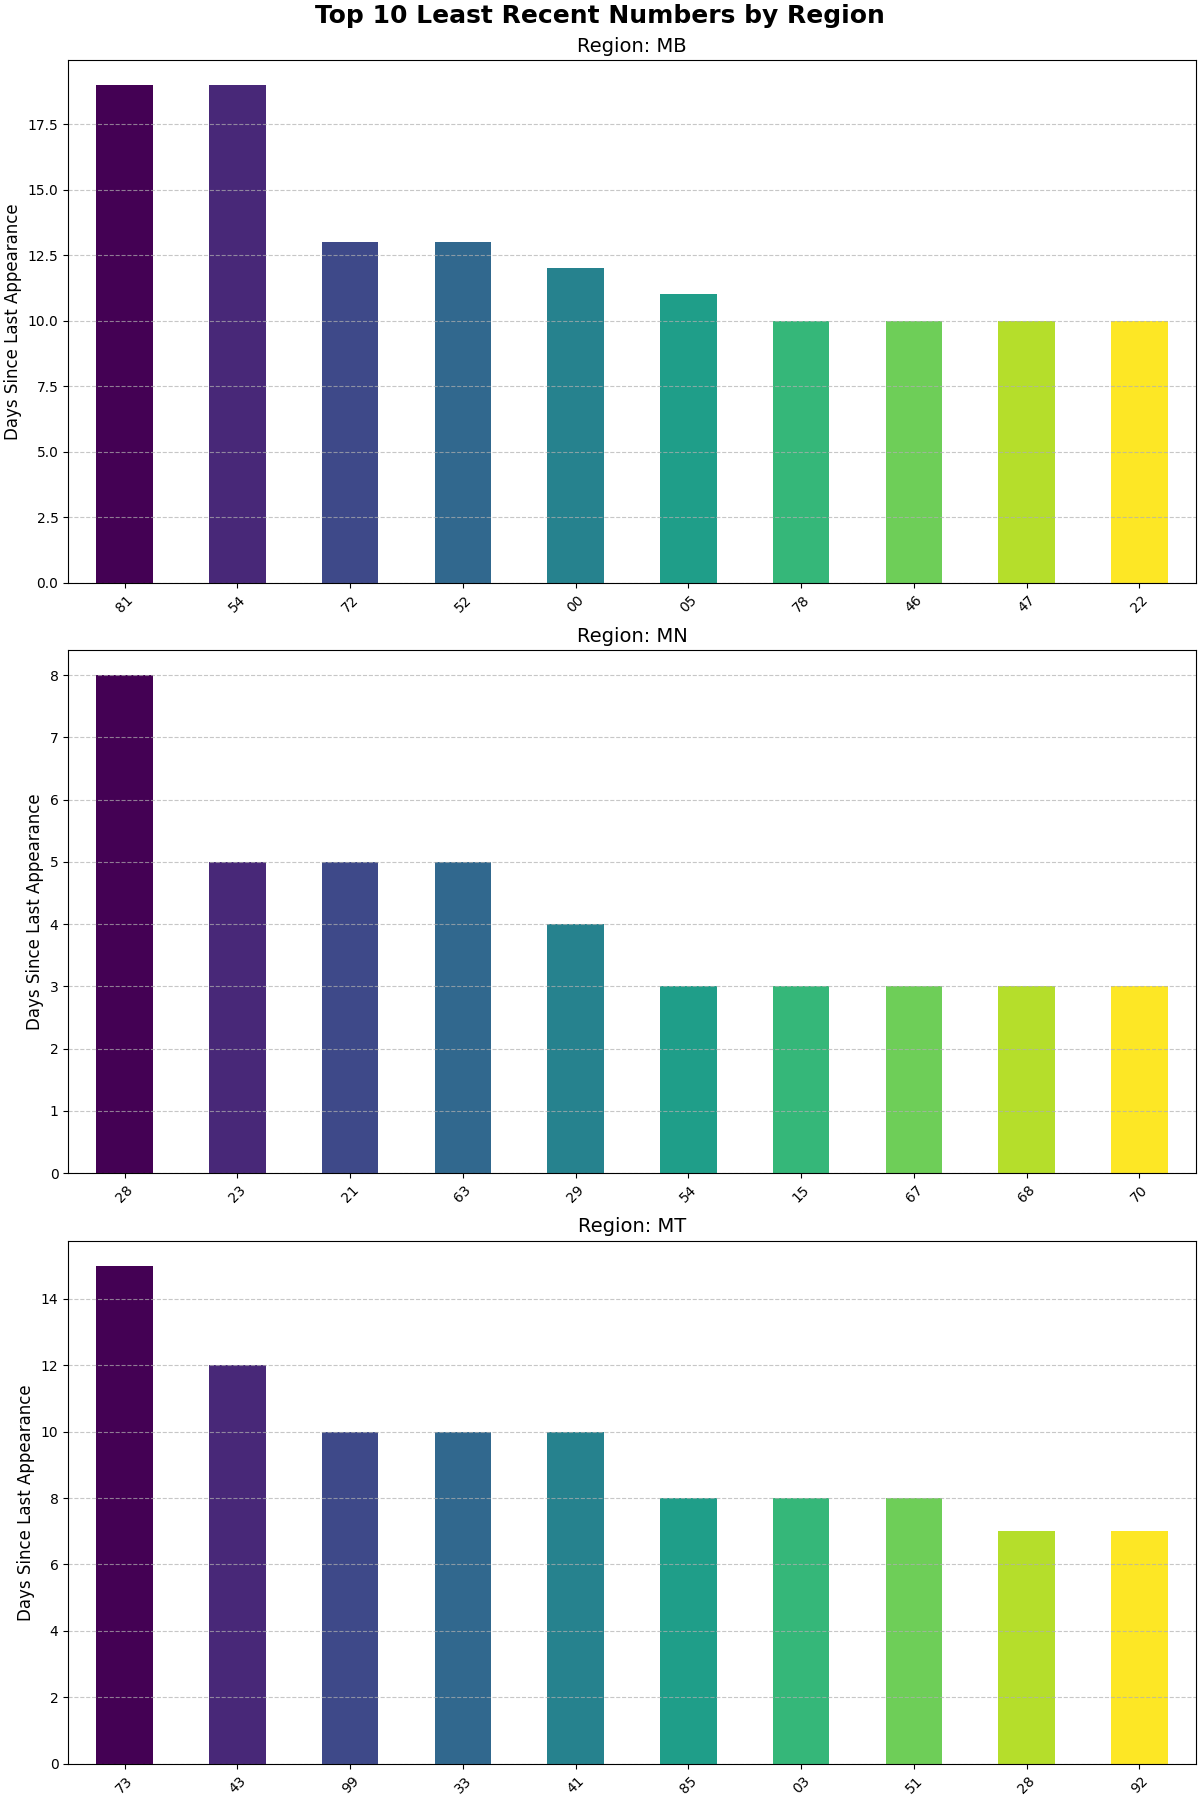 Top 10 Least Recent Numbers by Region
Region: MB
Days Since Last Appearance
17.5
15.0
12.5
10.0
7.5
5.0
2.5
0.0
81 54 72 52 00 05 78 46 47 22
Region: MN
Days Since Last Appearance
8
7
6
5
4
3
2
1
0
28 23 21 63 29 54 15 67 68 70
Region: MT
Days Since Last Appearance
14
12
10
8
6
4
2
0
73 43 99 33 41 85 03 51 28 92